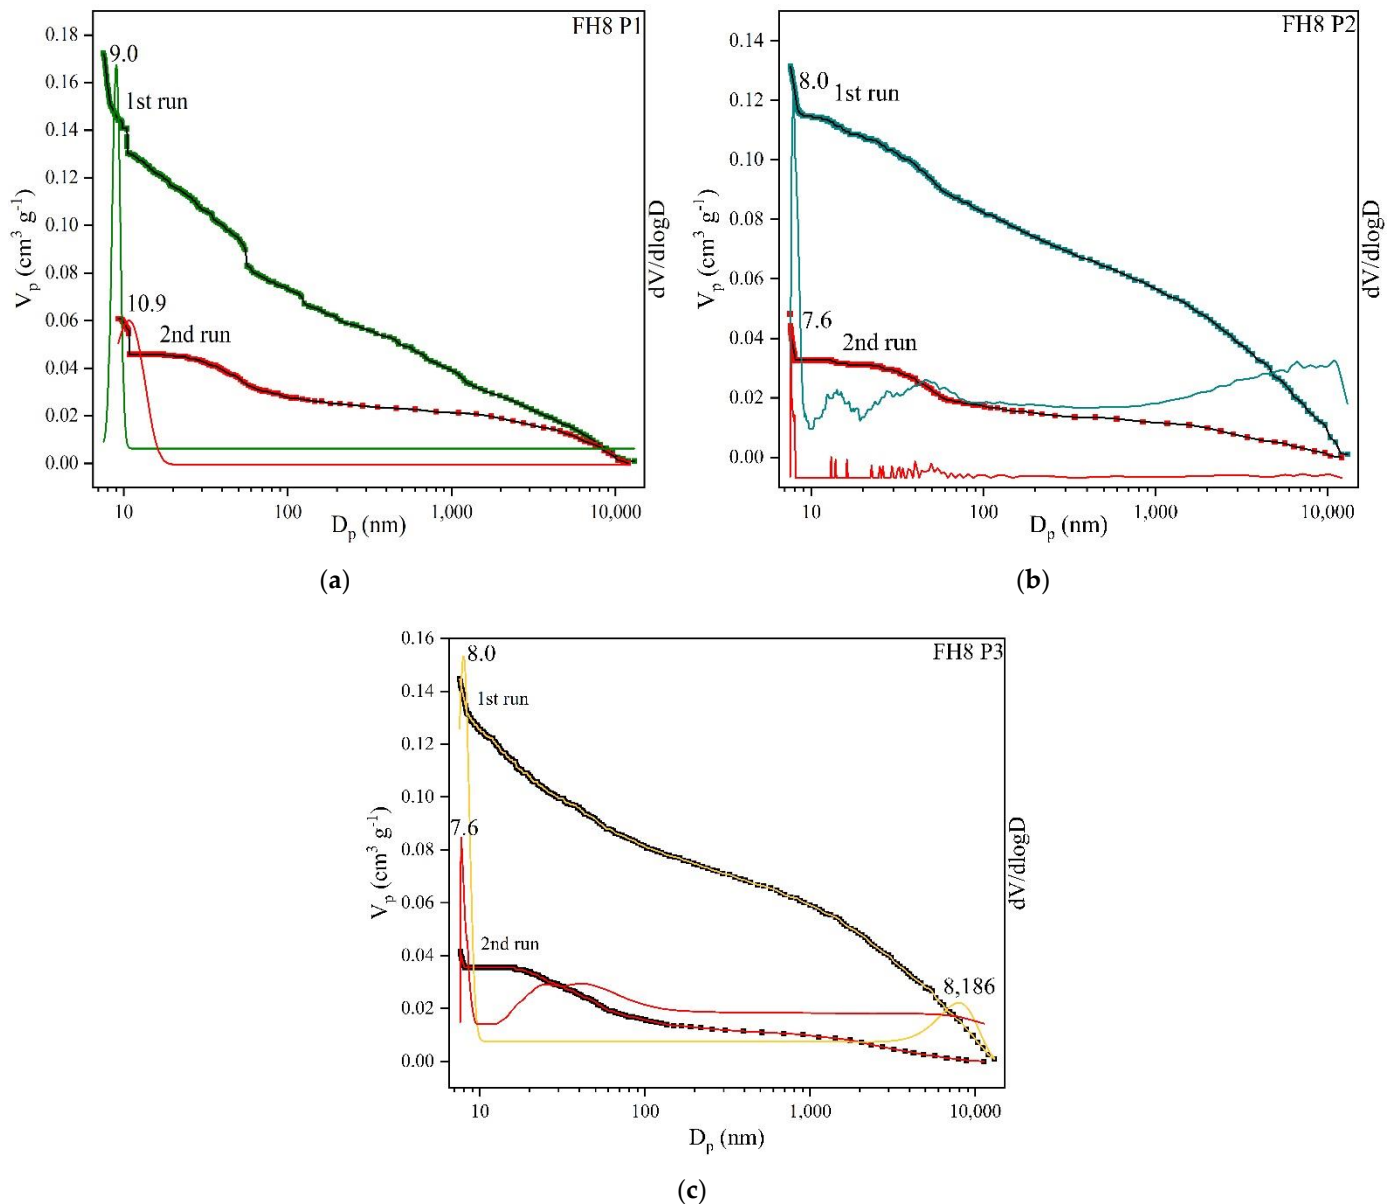 FH8 P1
0.18
0.16
0.14
0.12
0.10
0.08
0.06
0.04
0.02
0.00
V_p (cm³ g⁻¹)
9.0
1st run
10.9
2nd run
dV/dlogD
10
100
1,000
10,000
D_p (nm)
(a)
FH8 P2
0.14
0.12
0.10
0.08
0.06
0.04
0.02
0.00
V_p (cm³ g⁻¹)
8.0
1st run
7.6
2nd run
dV/dlogD
10
100
1,000
10,000
D_p (nm)
(b)
FH8 P3
0.16
0.14
0.12
0.10
0.08
0.06
0.04
0.02
0.00
V_p (cm³ g⁻¹)
8.0
1st run
7.6
2nd run
8,186
dV/dlogD
10
100
1,000
10,000
D_p (nm)
(c)